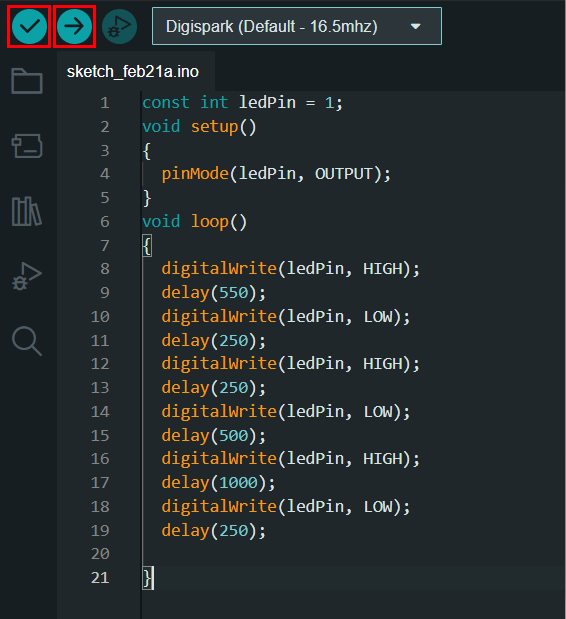 Digispark (Default - 16.5mhz)
sketch_feb21a.ino
1 const int ledPin = 1;
2 void setup()
3 {
4 pinMode(ledPin, OUTPUT);
5 }
6 void loop()
7 {
8 digitalWrite(ledPin, HIGH);
9 delay(550);
10 digitalWrite(ledPin, LOW);
11 delay(250);
12 digitalWrite(ledPin, HIGH);
13 delay(250);
14 digitalWrite(ledPin, LOW);
15 delay(500);
16 digitalWrite(ledPin, HIGH);
17 delay(1000);
18 digitalWrite(ledPin, LOW);
19 delay(250);
20
21 }